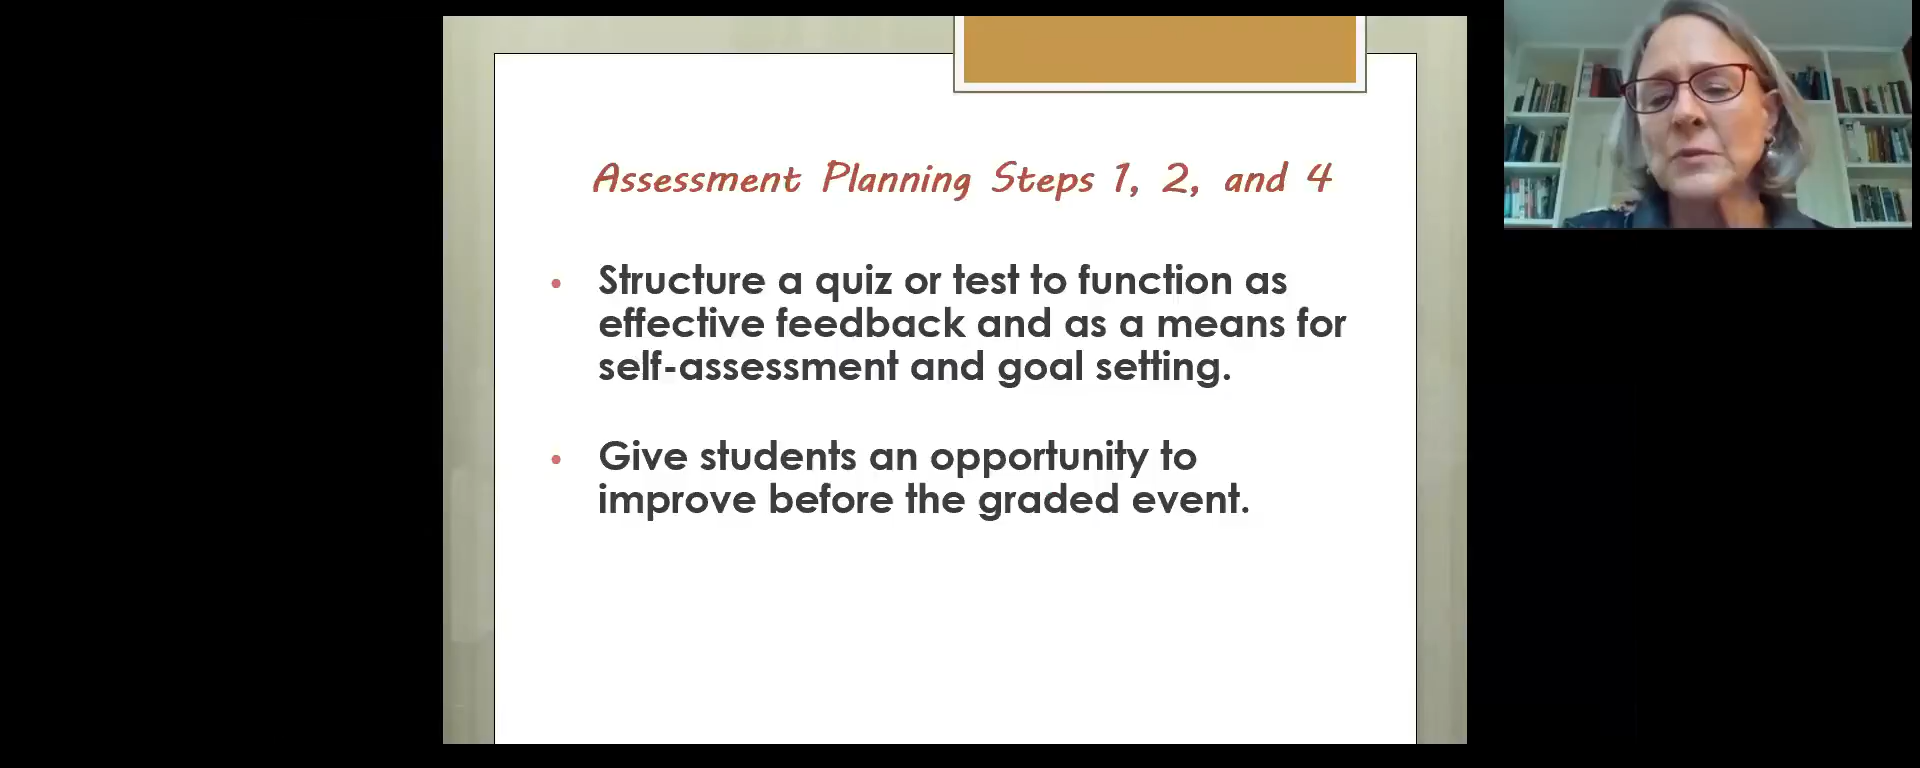 Assessment Planning Steps 1, 2, and 4
• Structure a quiz or test to function as
effective feedback and as a means for
self-assessment and goal setting.
• Give students an opportunity to
improve before the graded event.